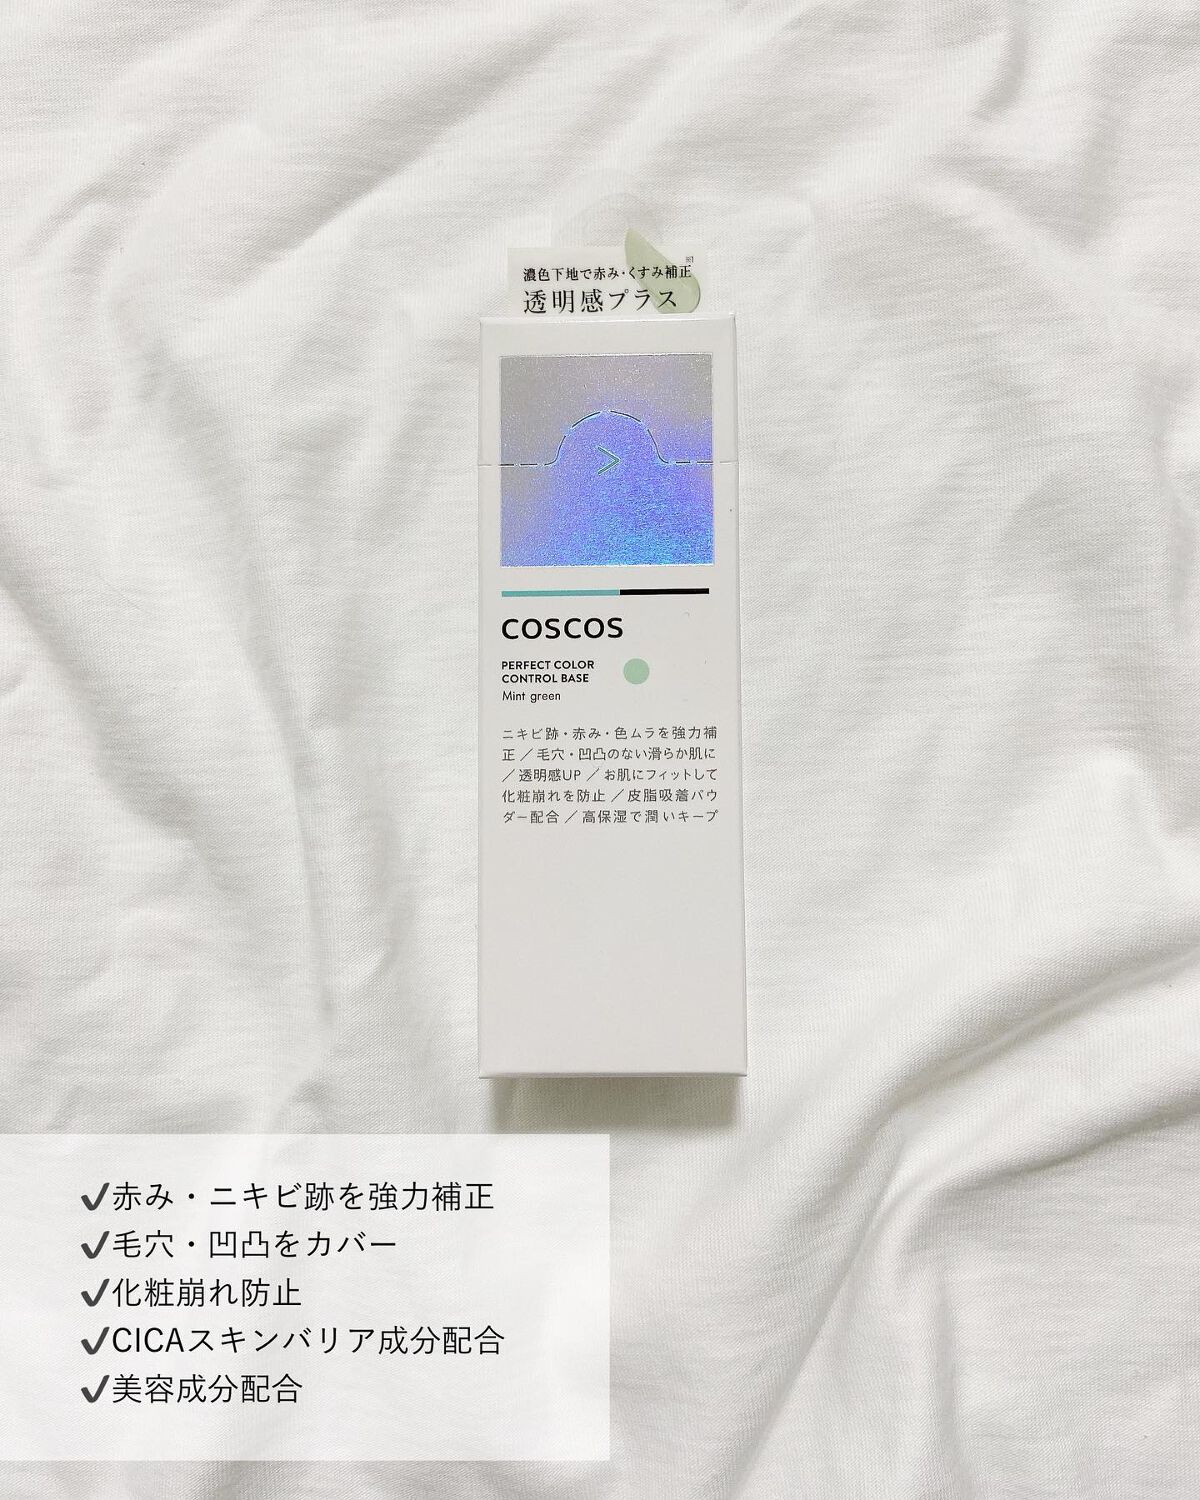 濃色下地で赤み・くすみ補正
透明感プラス
COSCOS
PERFECT COLOR
CONTROL BASE
Mint green
ニキビ跡・赤み・色ムラを強力補
正／毛穴・凹凸のない滑らか肌に
／透明感UP／お肌にフィットして
化粧崩れを防止／皮脂吸着パウ
ダー配合／高保湿で潤いキープ
✓赤み・ニキビ跡を強力補正
✓毛穴・凹凸をカバー
✓化粧崩れ防止
✓CICAスキンバリア成分配合
✓美容成分配合